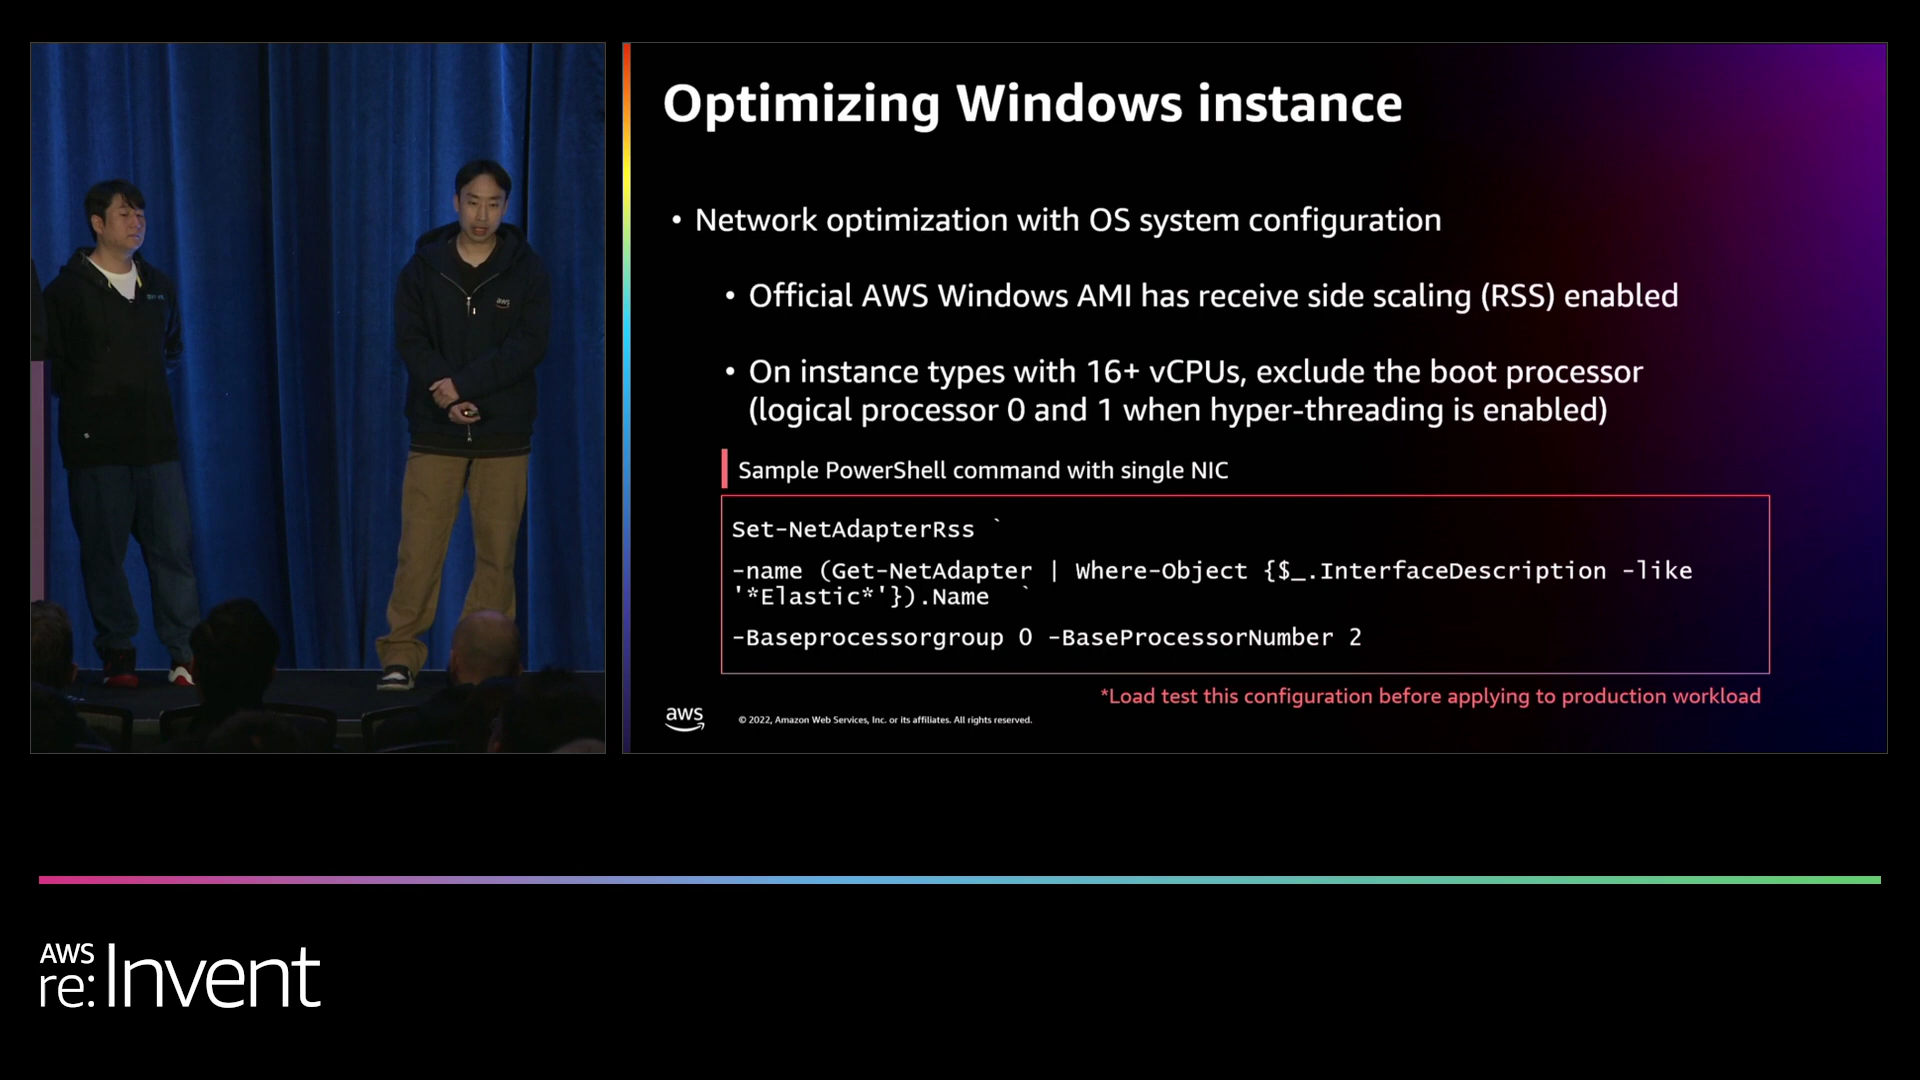 Optimizing Windows instance
• Network optimization with OS system configuration
• Official AWS Windows AMI has receive side scaling (RSS) enabled
• On instance types with 16+ vCPUs, exclude the boot processor
(logical processor 0 and 1 when hyper-threading is enabled)
Sample PowerShell command with single NIC
Set-NetAdapterRss `
-name (Get-NetAdapter | Where-Object {$_.InterfaceDescription -like
'*Elastic*'}).Name `
-Baseprocessorgroup 0 -BaseProcessorNumber 2
*Load test this configuration before applying to production workload
aws
© 2022, Amazon Web Services, Inc. or its affiliates. All rights reserved.
aws
AWS
re:Invent